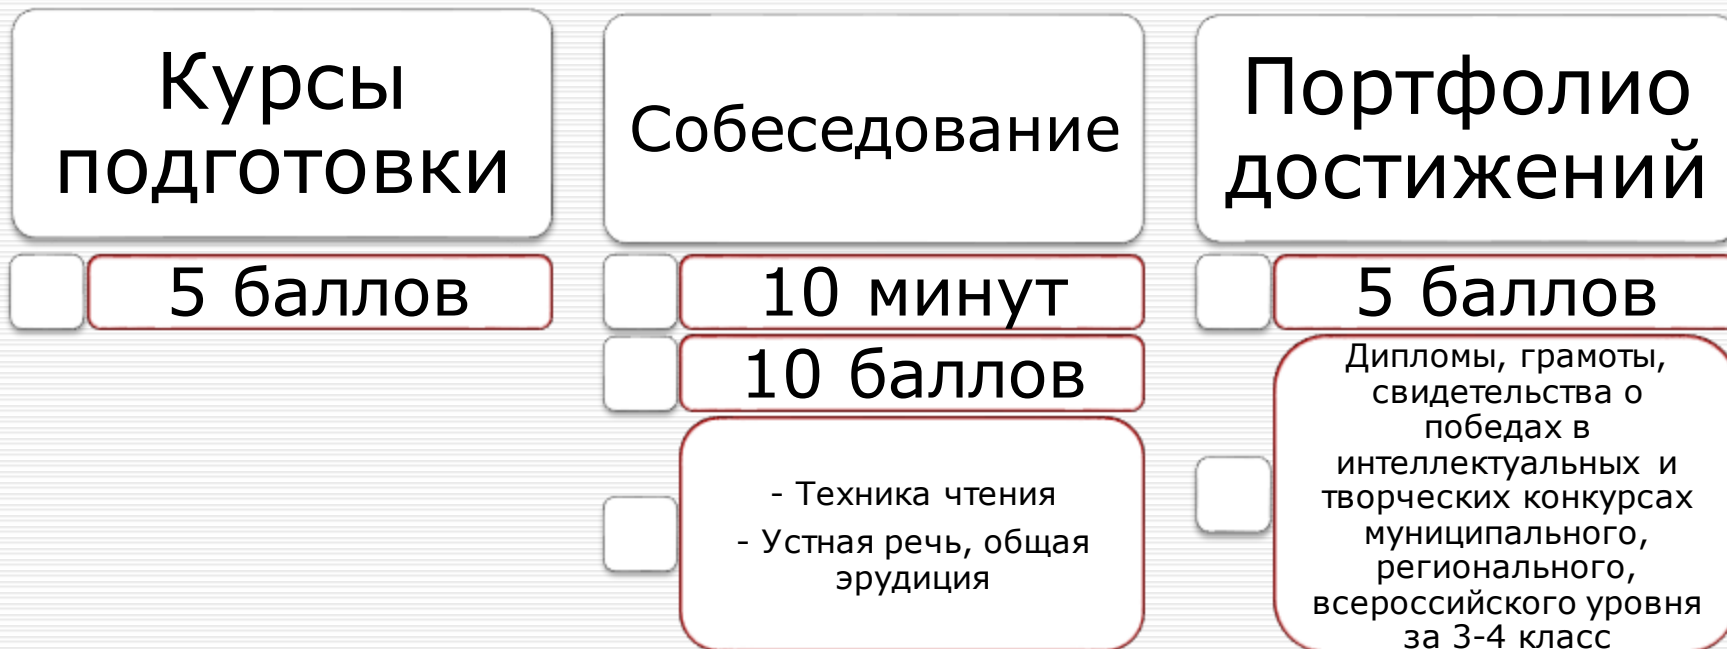 Курсы
подготовки
5 баллов
Собеседование
10 минут
10 баллов
- Техника чтения
- Устная речь, общая
эрудиция
Портфолио
достижений
5 баллов
Дипломы, грамоты,
свидетельства о
победах в
интеллектуальных и
творческих конкурсах
муниципального,
регионального,
всероссийского уровня
за 3-4 класс